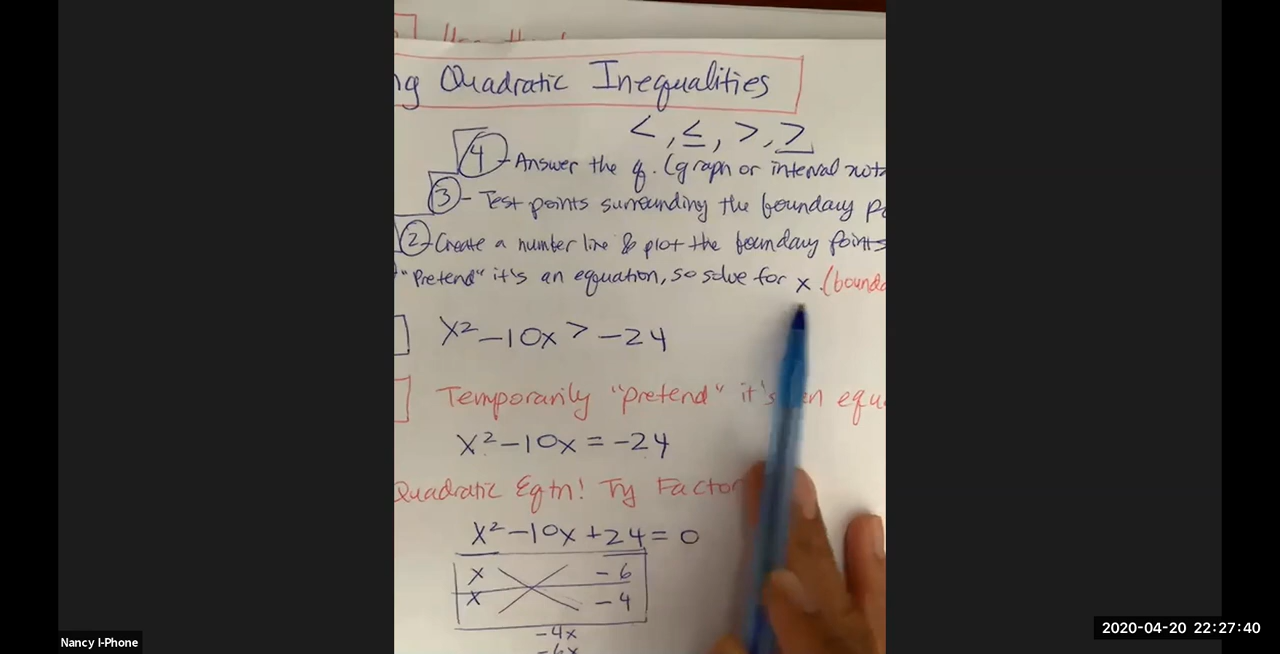 ng Quadratic Inequalities
<, ≤, >, ≥
4 - Answer the q. (graph or interval not
3 - Test points surrounding the boundary po
2 - Create a number line & plot the boundary points
"Pretend" it's an equation, so solve for x. (bounda
x² - 10x > -24
Temporarily "pretend" it's an equ
x² - 10x = -24
Quadratic Eqtn! Try Factor
x² - 10x + 24 = 0
x - 6
x - 4
-4x
-6x
Nancy I-Phone
2020-04-20 22:27:40